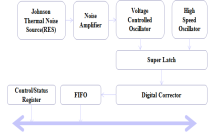 Johnson
Thermal Noise
Source(RES)
Noise
Amplifier
Voltage
Controlled
Oscillator
High
Speed
Oscillator
Super Latch
Control/Status
Register
FIFO
Digital Corrector